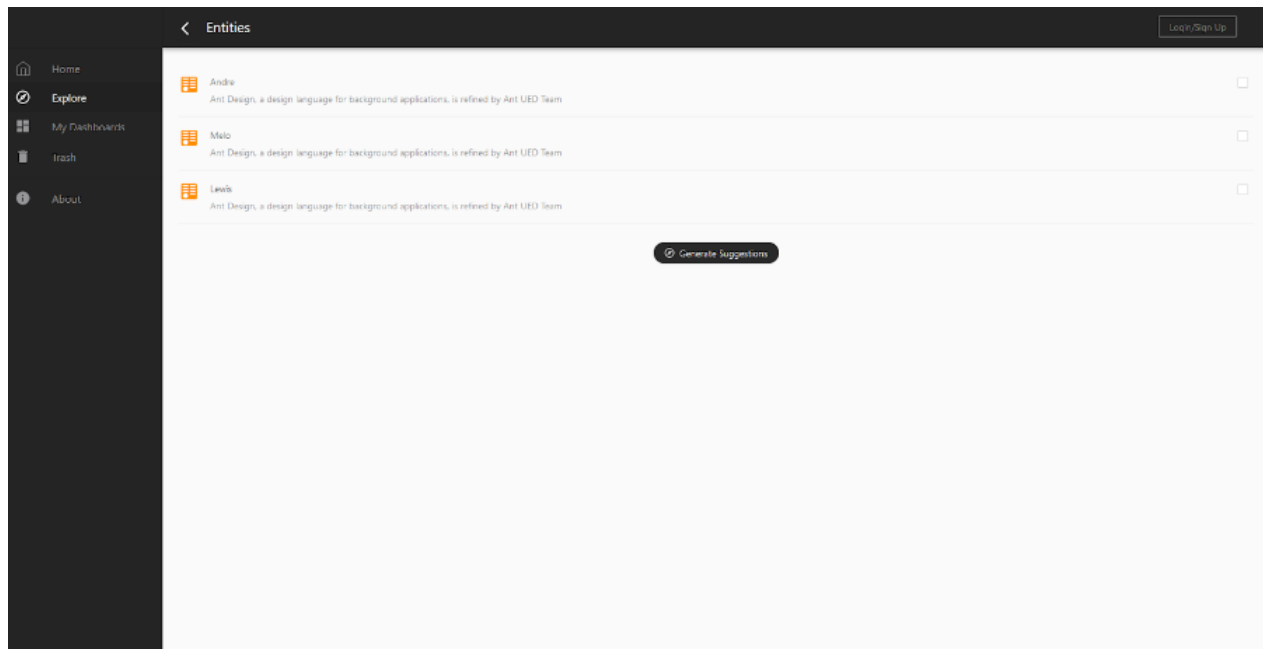 Entities
Login/Sign Up
Home
Explore
My Dashboards
Trash
About
Andre
Ant Design, a design language for background applications, is refined by Ant UED Team
Melo
Ant Design, a design language for background applications, is refined by Ant UED Team
Lewis
Ant Design, a design language for background applications, is refined by Ant UED Team
Generate Suggestions